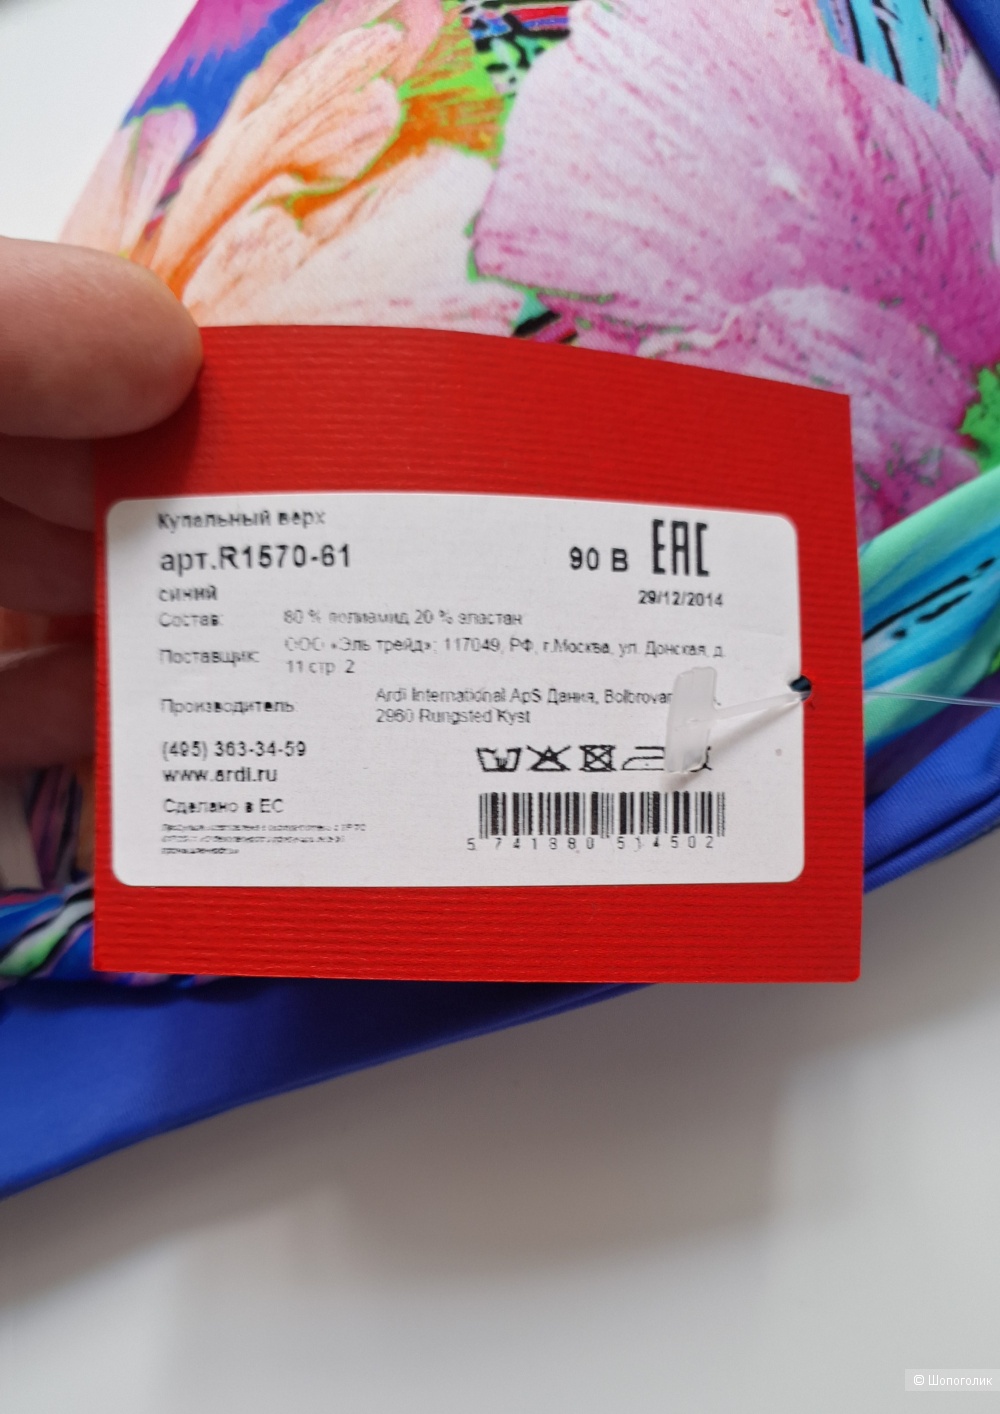 Купальный верх
арт.R1570-61
90 B
EAC
синий
29/12/2014
Состав:
80 % полиамид 20 % эластан
Поставщик:
ООО «Эль трейд»; 117049, РФ, г.Москва, ул. Донская, д.
11 стр. 2
Производитель:
Ardi International ApS Дания,
2960 Rungsted Kyst
(495) 363-34-59
www.ardi.ru
Сделано в ЕС
5 741880 514502
© Шопоголик